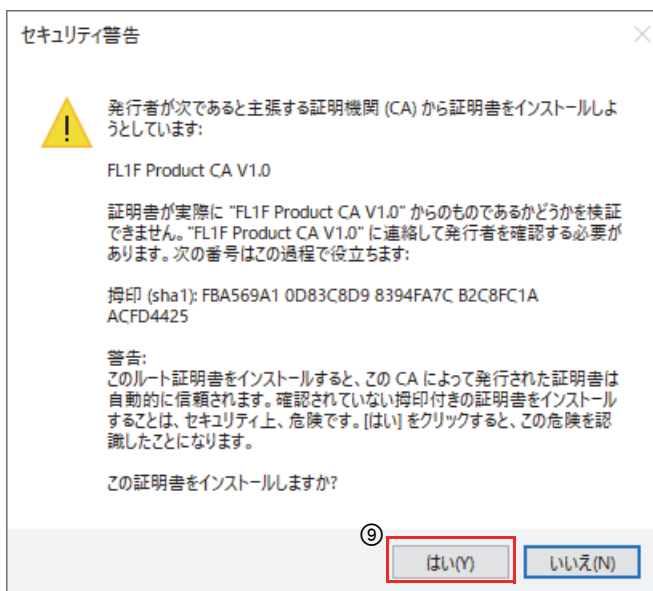 セキュリティ警告
発行者が次であると主張する証明機関 (CA) から証明書をインストールしよ
うとしています:
FL1F Product CA V1.0
証明書が実際に "FL1F Product CA V1.0" からのものであるかどうかを検証
できません。"FL1F Product CA V1.0" に連絡して発行者を確認する必要が
あります。次の番号はこの過程で役立ちます:
拇印 (sha1): FBA569A1 0D83C8D9 8394FA7C B2C8FC1A
ACFD4425
警告:
このルート証明書をインストールすると、この CA によって発行された証明書は
自動的に信頼されます。確認されていない拇印付きの証明書をインストール
することは、セキュリティ上、危険です。[はい] をクリックすると、この危険を認
識したことになります。
この証明書をインストールしますか?
⑨
はい(Y) いいえ(N)